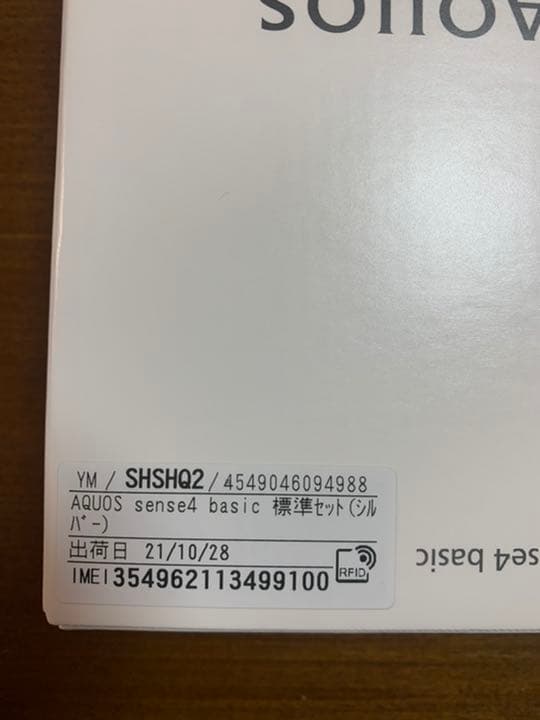 AQUOS
YM / SHSHQ2 / 4549046094988
AQUOS sense4 basic 標準ｾｯﾄ(ｼﾙ
ﾊﾞｰ)
出荷日 21/10/28
IMEI 354962113499100
RFID
se4 basic